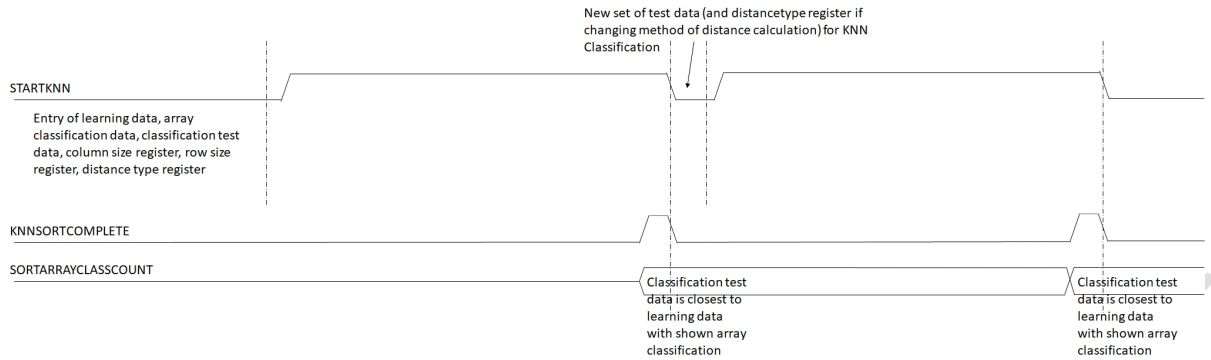 New set of test data (and distancetype register if
changing method of distance calculation) for KNN
Classification
STARTKNN
Entry of learning data, array
classification data, classification test
data, column size register, row size
register, distance type register
KNNSORTCOMPLETE
SORTARRAYCLASSCOUNT
Classification test
data is closest to
learning data
with shown array
classification
Classification test
data is closest to
learning data
with shown array
classification